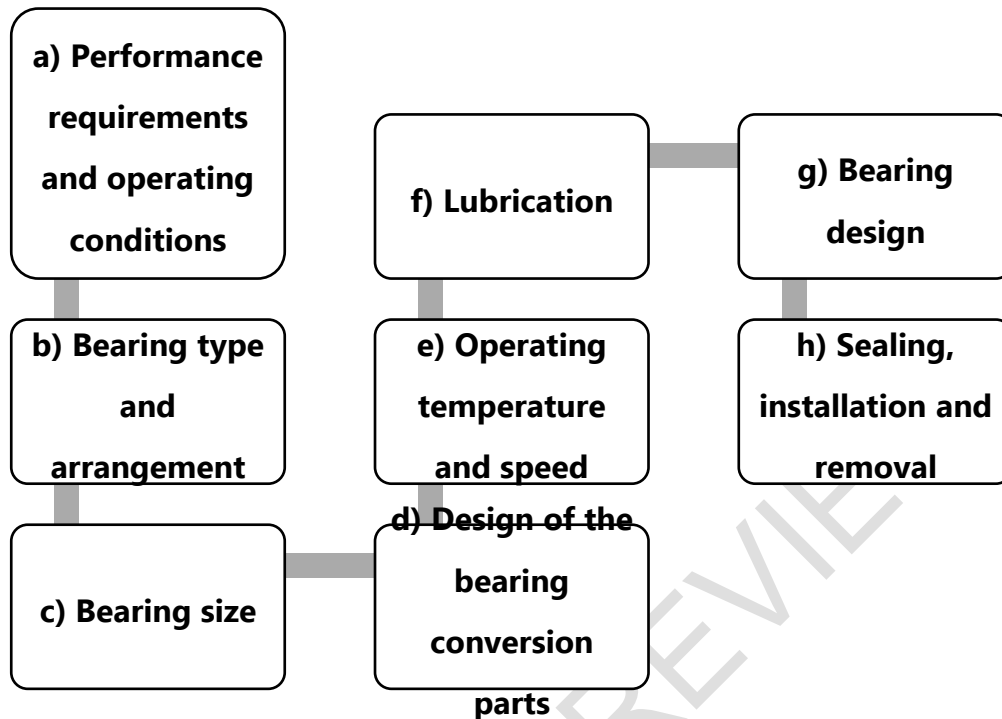 a) Performance
requirements
and operating
conditions
b) Bearing type
and
arrangement
c) Bearing size
d) Design of the
bearing
conversion
parts
e) Operating
temperature
and speed
f) Lubrication
g) Bearing
design
h) Sealing,
installation and
removal
REVIE